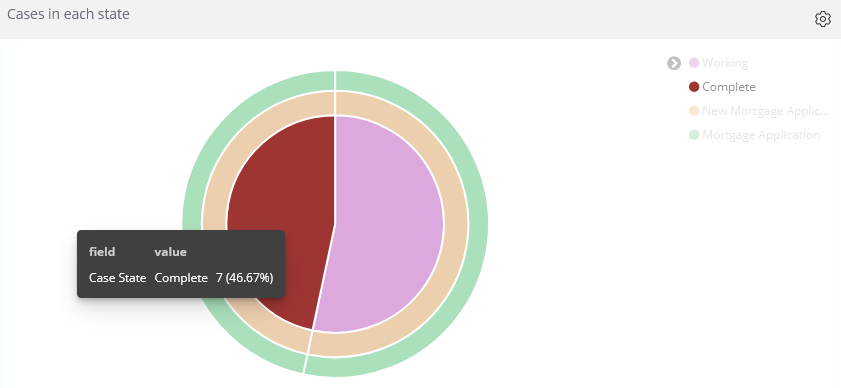 Cases in each state
Working
Complete
New Mortgage Applic...
Mortgage Application
field value
Case State Complete 7 (46.67%)